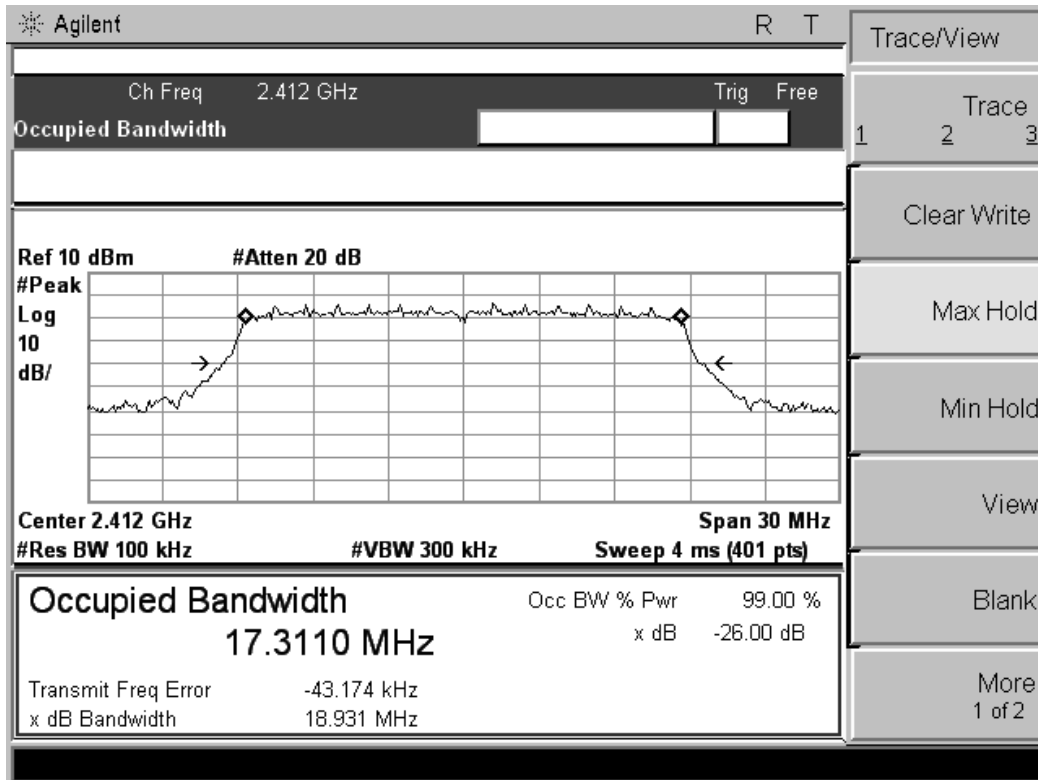 Agilent R T
Ch Freq 2.412 GHz Trig Free
Occupied Bandwidth
Ref 10 dBm #Atten 20 dB
#Peak
Log
10
dB/
Center 2.412 GHz Span 30 MHz
#Res BW 100 kHz #VBW 300 kHz Sweep 4 ms (401 pts)
Occupied Bandwidth
17.3110 MHz
Occ BW % Pwr 99.00 %
x dB -26.00 dB
Transmit Freq Error -43.174 kHz
x dB Bandwidth 18.931 MHz
Trace/View
Trace
1 2 3
Clear Write
Max Hold
Min Hold
View
Blank
More
1 of 2